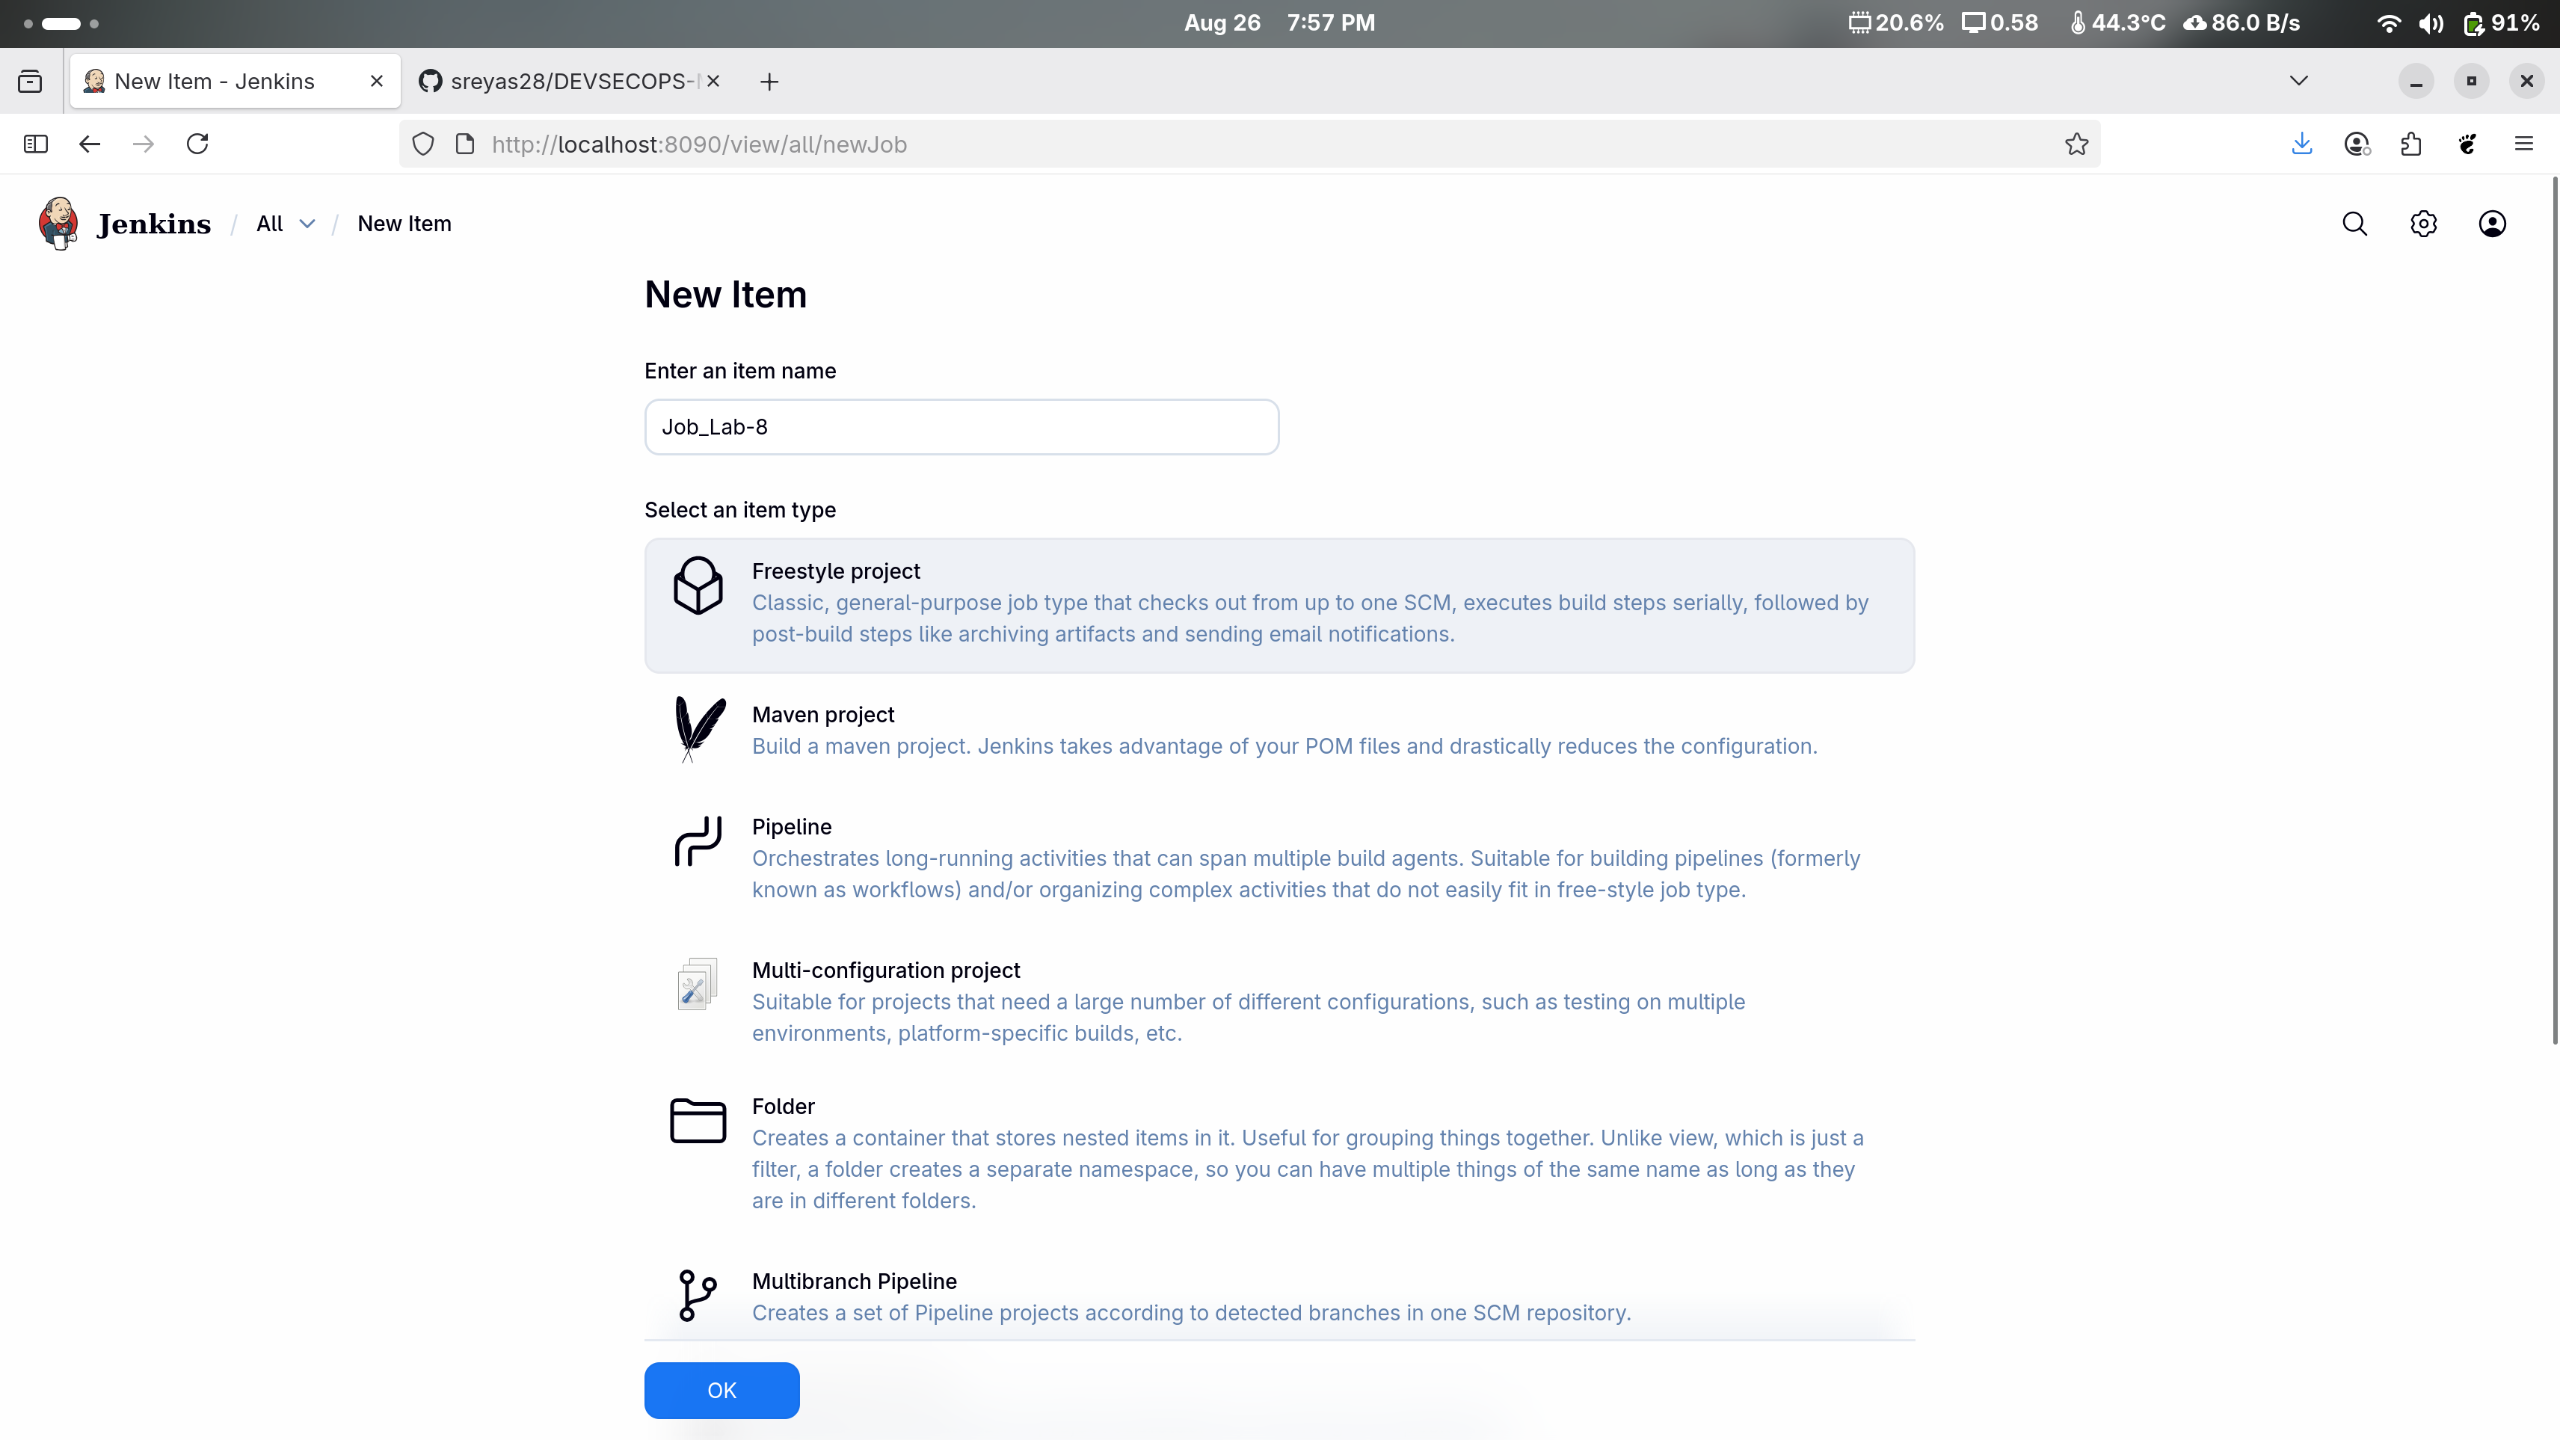 Aug 26 7:57 PM
20.6% 0.58 44.3°C 86.0 B/s 91%
New Item - Jenkins
sreyas28/DEVSECOPS-
http://localhost:8090/view/all/newJob
Jenkins / All / New Item
New Item
Enter an item name
Job_Lab-8
Select an item type
Freestyle project
Classic, general-purpose job type that checks out from up to one SCM, executes build steps serially, followed by
post-build steps like archiving artifacts and sending email notifications.
Maven project
Build a maven project. Jenkins takes advantage of your POM files and drastically reduces the configuration.
Pipeline
Orchestrates long-running activities that can span multiple build agents. Suitable for building pipelines (formerly
known as workflows) and/or organizing complex activities that do not easily fit in free-style job type.
Multi-configuration project
Suitable for projects that need a large number of different configurations, such as testing on multiple
environments, platform-specific builds, etc.
Folder
Creates a container that stores nested items in it. Useful for grouping things together. Unlike view, which is just a
filter, a folder creates a separate namespace, so you can have multiple things of the same name as long as they
are in different folders.
Multibranch Pipeline
Creates a set of Pipeline projects according to detected branches in one SCM repository.
OK